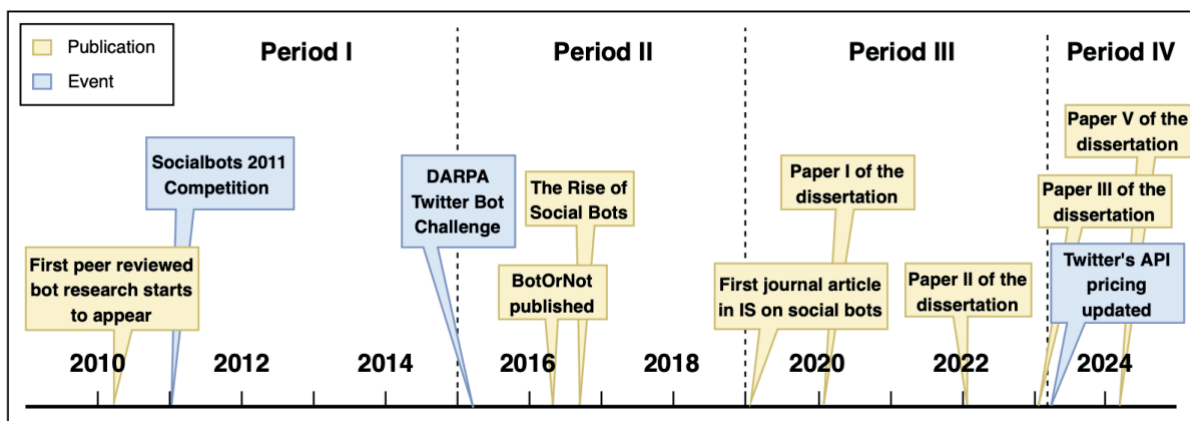 Publication
Event
Period I
Period II
Period III
Period IV
Socialbots 2011
Competition
First peer reviewed
bot research starts
to appear
DARPA
Twitter Bot
Challenge
The Rise of
Social Bots
BotOrNot
published
Paper I of the
dissertation
First journal article
in IS on social bots
Paper II of the
dissertation
Paper V of the
dissertation
Paper III of the
dissertation
Twitter's API
pricing
updated
2010
2012
2014
2016
2018
2020
2022
2024